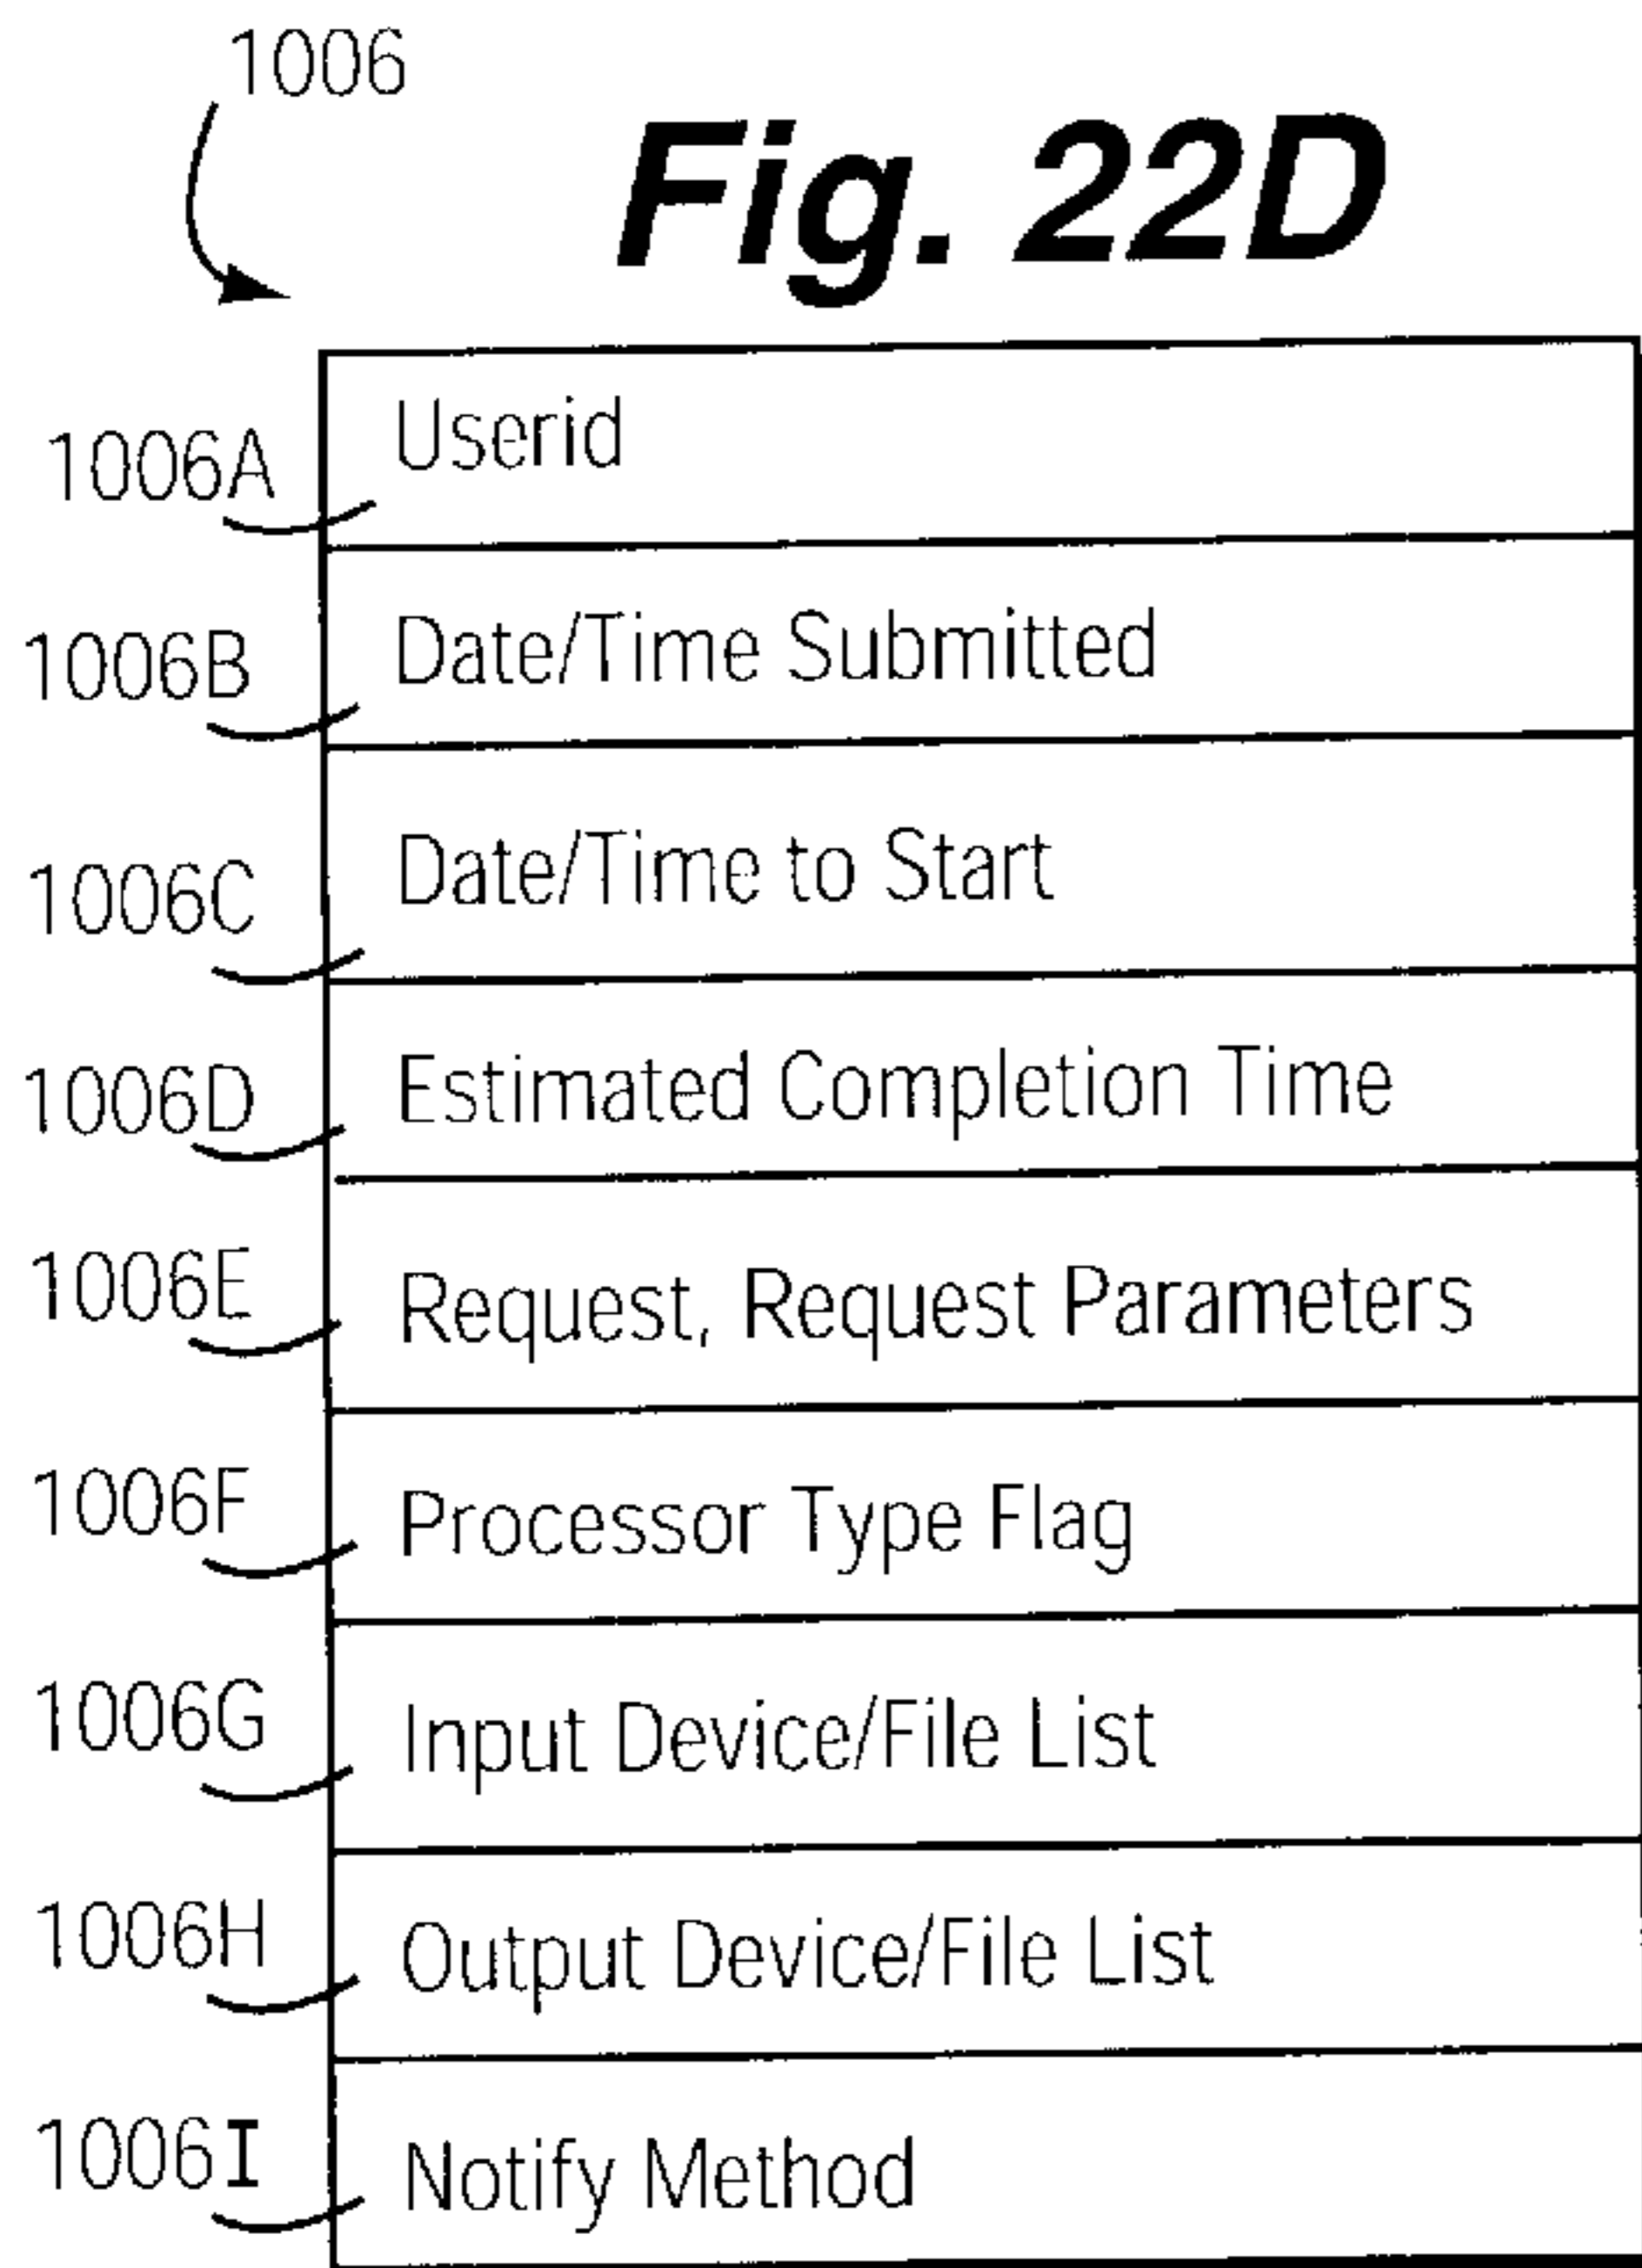 1006
Fig. 22D
1006A Userid
1006B Date/Time Submitted
1006C Date/Time to Start
1006D Estimated Completion Time
1006E Request, Request Parameters
1006F Processor Type Flag
1006G Input Device/File List
1006H Output Device/File List
1006I Notify Method